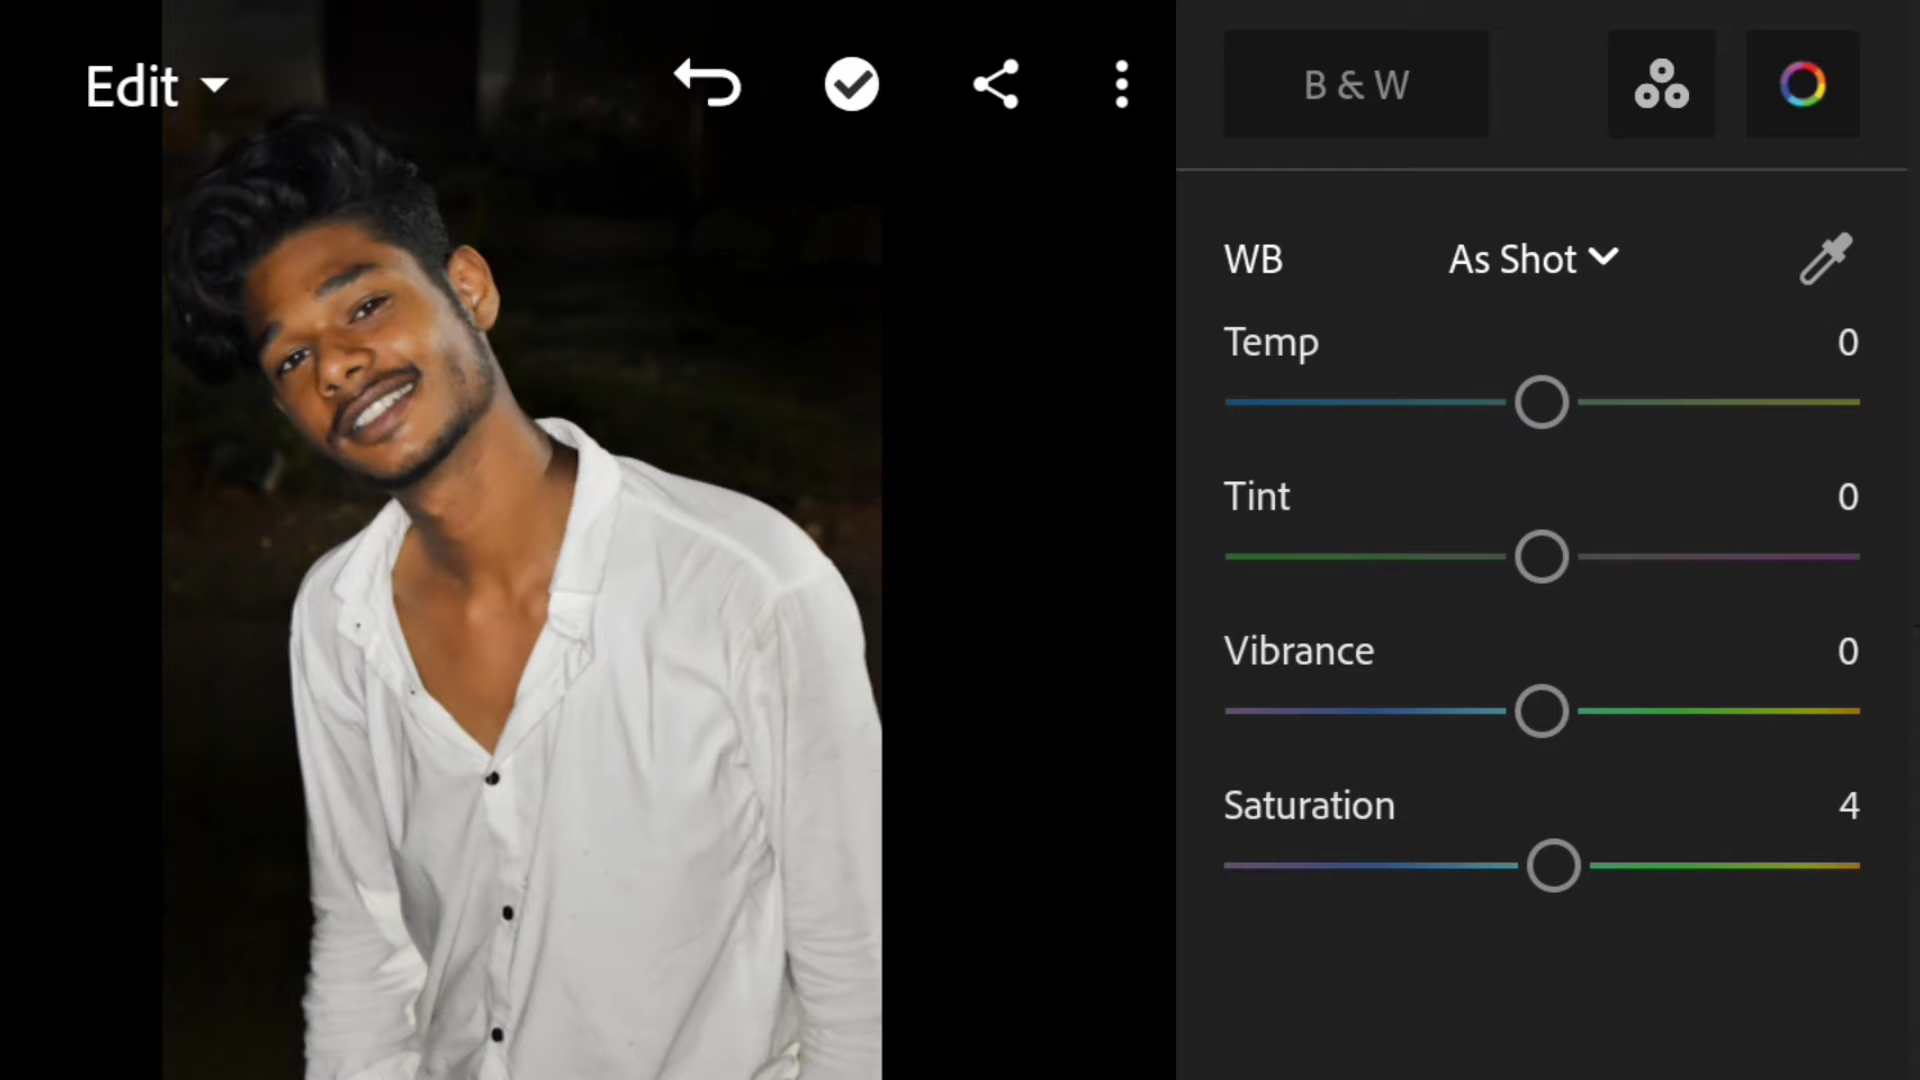 Edit
B & W
WB As Shot
Temp 0
Tint 0
Vibrance 0
Saturation 4